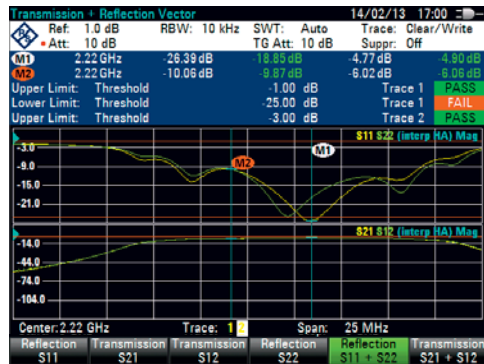 Transmission + Reflection Vector 14/02/13 17:00
Ref: 1.0 dB RBW: 10 kHz SWT: Auto Trace: Clear/Write
Att: 10 dB TG Att: 10 dB Suppr: Off
M1 2.22 GHz -26.39 dB -18.85 dB -4.77 dB -4.90 dB
M2 2.22 GHz -10.06 dB -9.87 dB -6.02 dB -6.06 dB
Upper Limit: Threshold -1.00 dB Trace 1 PASS
Lower Limit: Threshold -25.00 dB Trace 1 FAIL
Upper Limit: Threshold -3.00 dB Trace 2 PASS
S11 S22 (interp HA) Mag
-3.0
M1
M2
-9.0
-15.0
-21.0
S21 S12 (interp HA) Mag
-14.0
-44.0
-74.0
-104.0
Center: 2.22 GHz Trace: 1 2 Span: 25 MHz
Reflection Transmission Transmission Reflection Reflection Transmission
S11 S21 S12 S22 S11 + S22 S21 + S12